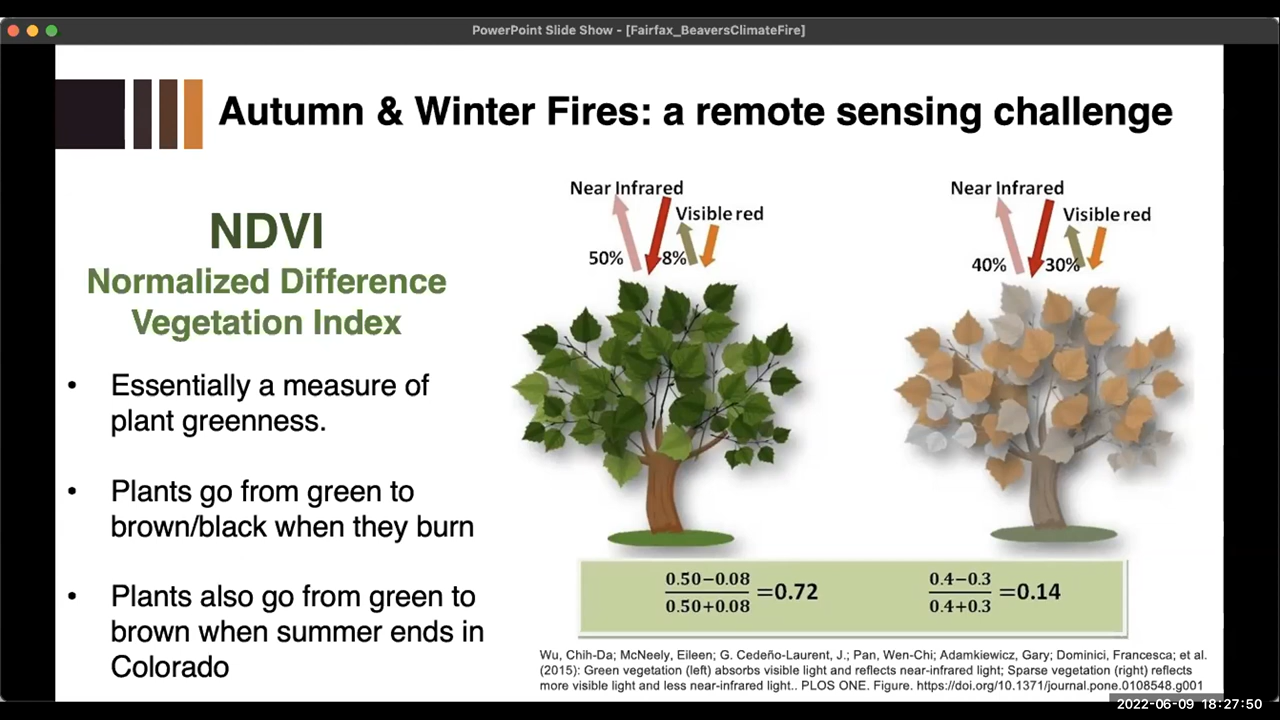 PowerPoint Slide Show - [Fairfax_BeaversClimateFire]
Autumn & Winter Fires: a remote sensing challenge
NDVI
Normalized Difference
Vegetation Index
• Essentially a measure of
plant greenness.
• Plants go from green to
brown/black when they burn
• Plants also go from green to
brown when summer ends in
Colorado
Near Infrared
Visible red
50%
8%
Near Infrared
Visible red
40%
30%
0.50−0.08
0.50+0.08
=0.72
0.4−0.3
0.4+0.3
=0.14
Wu, Chih-Da; McNeely, Eileen; G. Cedeño-Laurent, J.; Pan, Wen-Chi; Adamkiewicz, Gary; Dominici, Francesca; et al.
(2015): Green vegetation (left) absorbs visible light and reflects near-infrared light; Sparse vegetation (right) reflects
more visible light and less near-infrared light.. PLOS ONE. Figure. https://doi.org/10.1371/journal.pone.0108548.g001
2022-06-09 18:27:50